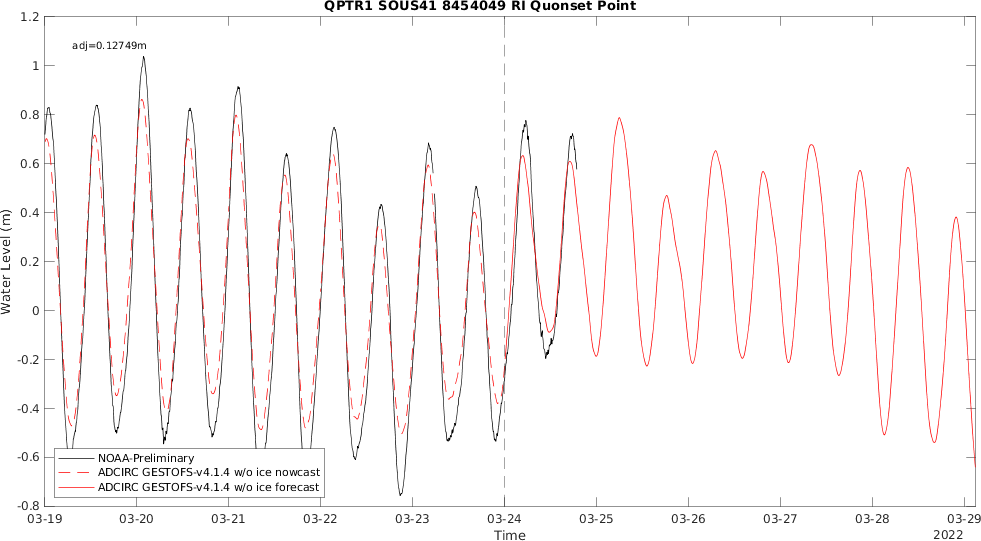 QPTR1 SOUS41 8454049 RI Quonset Point
adj=0.12749m
1.2
1
0.8
0.6
0.4
0.2
0
-0.2
-0.4
-0.6
-0.8
Water Level (m)
NOAA-Preliminary
ADCIRC GESTOFS-v4.1.4 w/o ice nowcast
ADCIRC GESTOFS-v4.1.4 w/o ice forecast
03-19 03-20 03-21 03-22 03-23 03-24 03-25 03-26 03-27 03-28 03-29
Time
2022